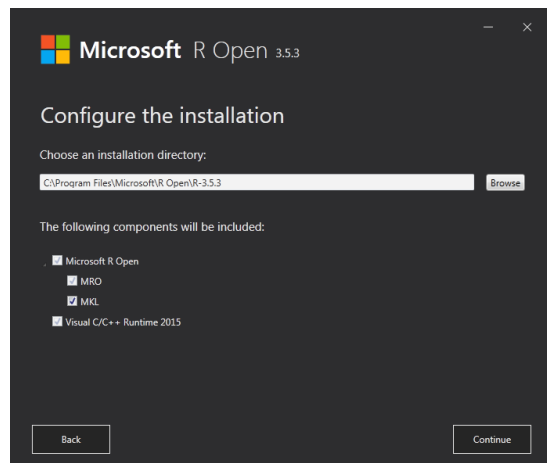 Microsoft R Open 3.5.3
Configure the installation
Choose an installation directory:
C:\Program Files\Microsoft\R Open\R-3.5.3
Browse
The following components will be included:
Microsoft R Open
MRO
MKL
Visual C/C++ Runtime 2015
Back
Continue